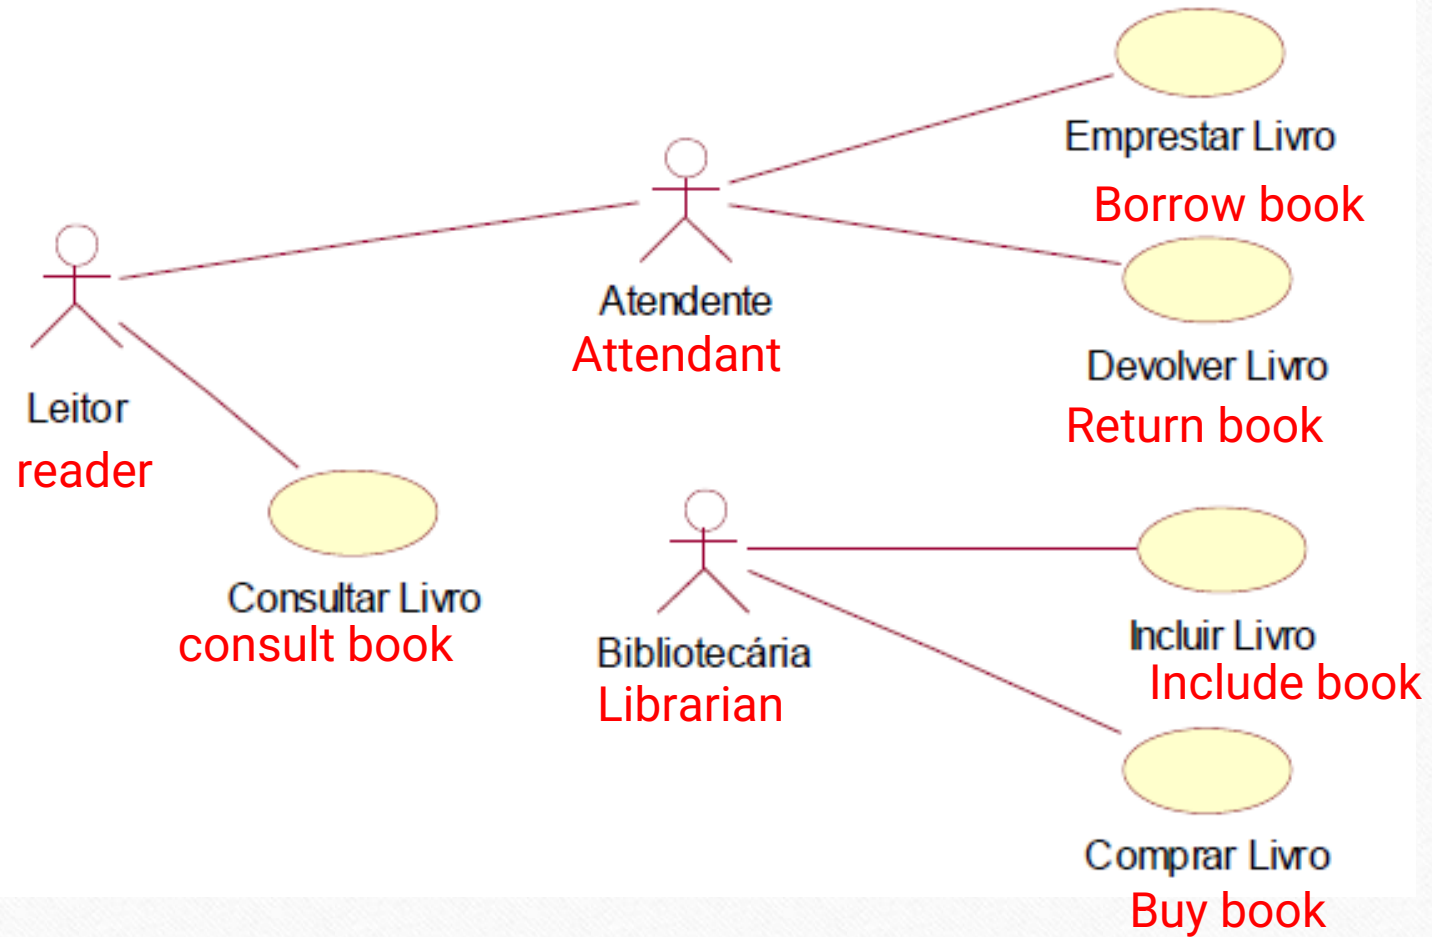 Emprestar Livro
Borrow book
Atendente
Attendant
Devolver Livro
Return book
Leitor
reader
Consultar Livro
consult book
Bibliotecária
Librarian
Incluir Livro
Include book
Comprar Livro
Buy book